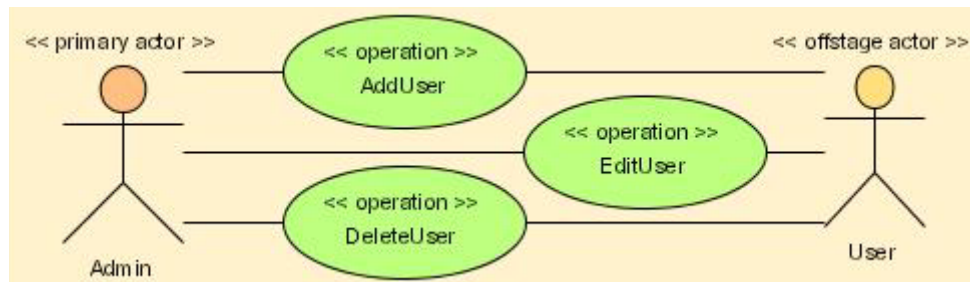 << primary actor >>
<< operation >>
AddUser
<< offstage actor >>
<< operation >>
EditUser
<< operation >>
DeleteUser
Admin
User